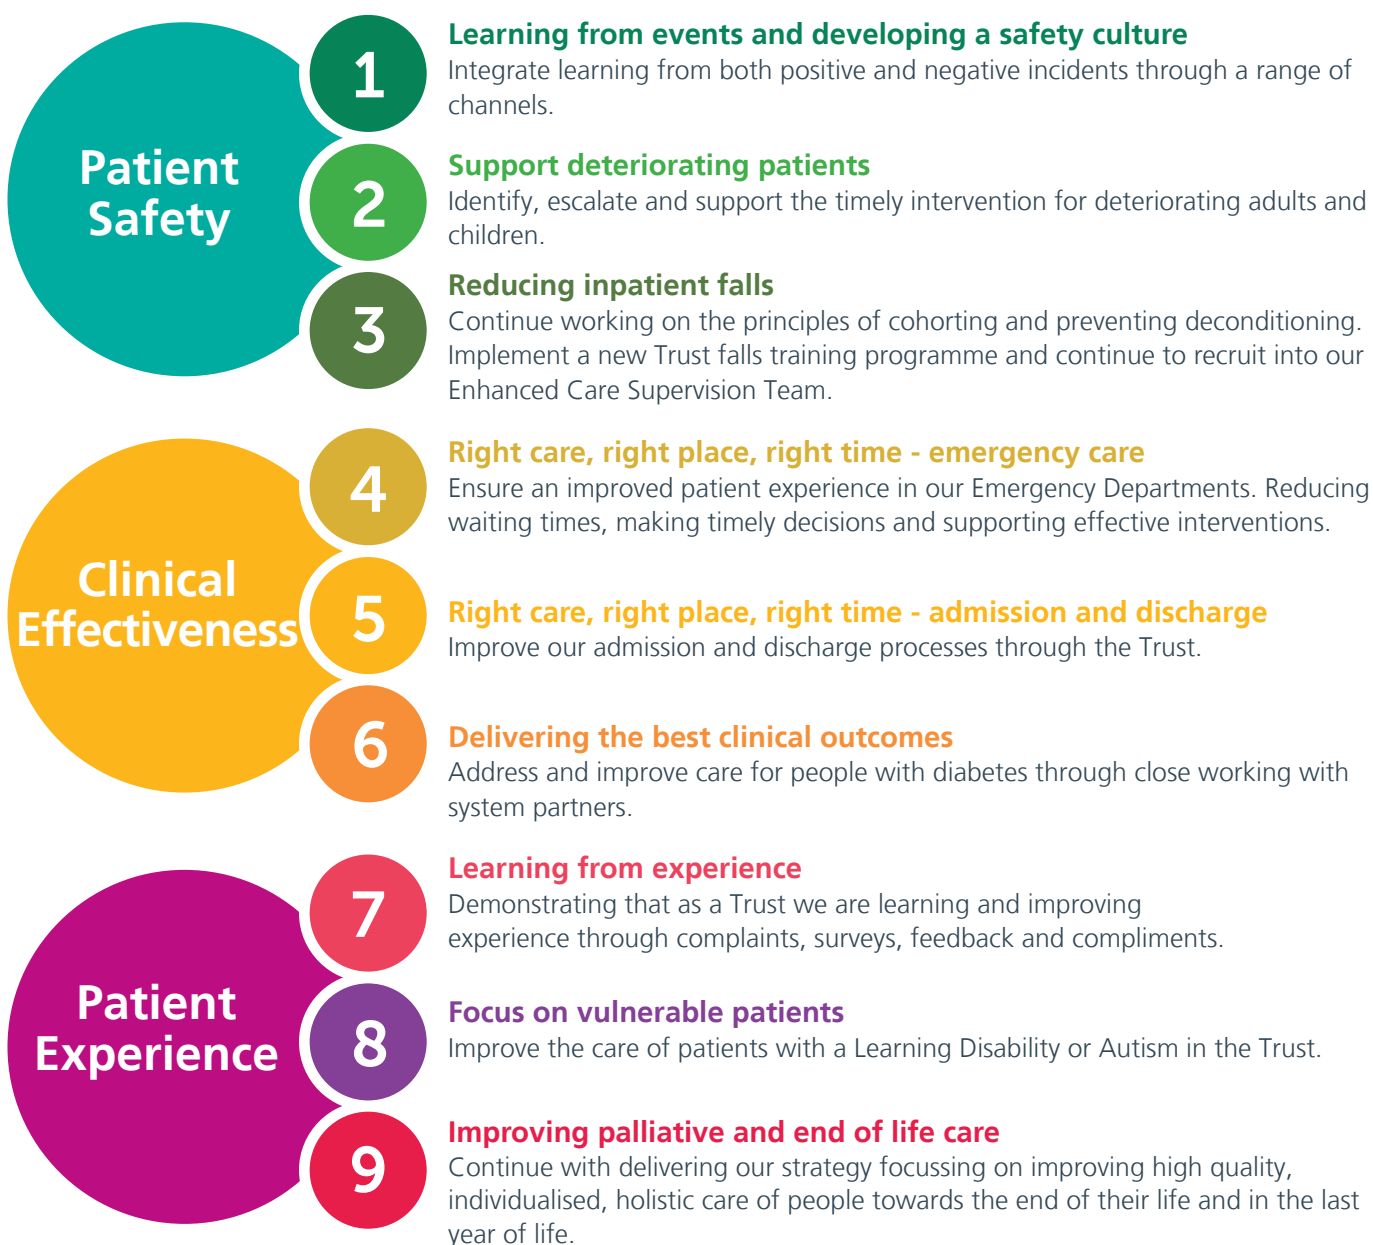 Patient
Safety
1
Learning from events and developing a safety culture
Integrate learning from both positive and negative incidents through a range of
channels.
2
Support deteriorating patients
Identify, escalate and support the timely intervention for deteriorating adults and
children.
3
Reducing inpatient falls
Continue working on the principles of cohorting and preventing deconditioning.
Implement a new Trust falls training programme and continue to recruit into our
Enhanced Care Supervision Team.
Clinical
Effectiveness
4
Right care, right place, right time - emergency care
Ensure an improved patient experience in our Emergency Departments. Reducing
waiting times, making timely decisions and supporting effective interventions.
5
Right care, right place, right time - admission and discharge
Improve our admission and discharge processes through the Trust.
6
Delivering the best clinical outcomes
Address and improve care for people with diabetes through close working with
system partners.
Patient
Experience
7
Learning from experience
Demonstrating that as a Trust we are learning and improving
experience through complaints, surveys, feedback and compliments.
8
Focus on vulnerable patients
Improve the care of patients with a Learning Disability or Autism in the Trust.
9
Improving palliative and end of life care
Continue with delivering our strategy focussing on improving high quality,
individualised, holistic care of people towards the end of their life and in the last
year of life.